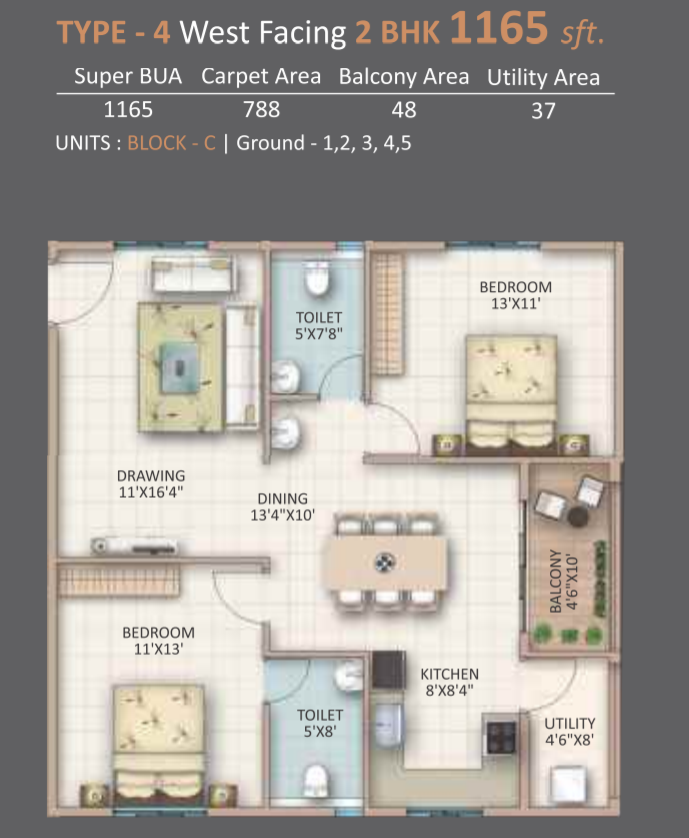 TYPE - 4 West Facing 2 BHK 1165 sft.
Super BUA Carpet Area Balcony Area Utility Area
1165 788 48 37
UNITS : BLOCK - C | Ground - 1,2, 3, 4,5
BEDROOM
13'X11'
TOILET
5'X7'8"
DRAWING
11'X16'4"
DINING
13'4"X10'
BALCONY
4'6"X10'
BEDROOM
11'X13'
KITCHEN
8'X8'4"
TOILET
5'X8'
UTILITY
4'6"X8'